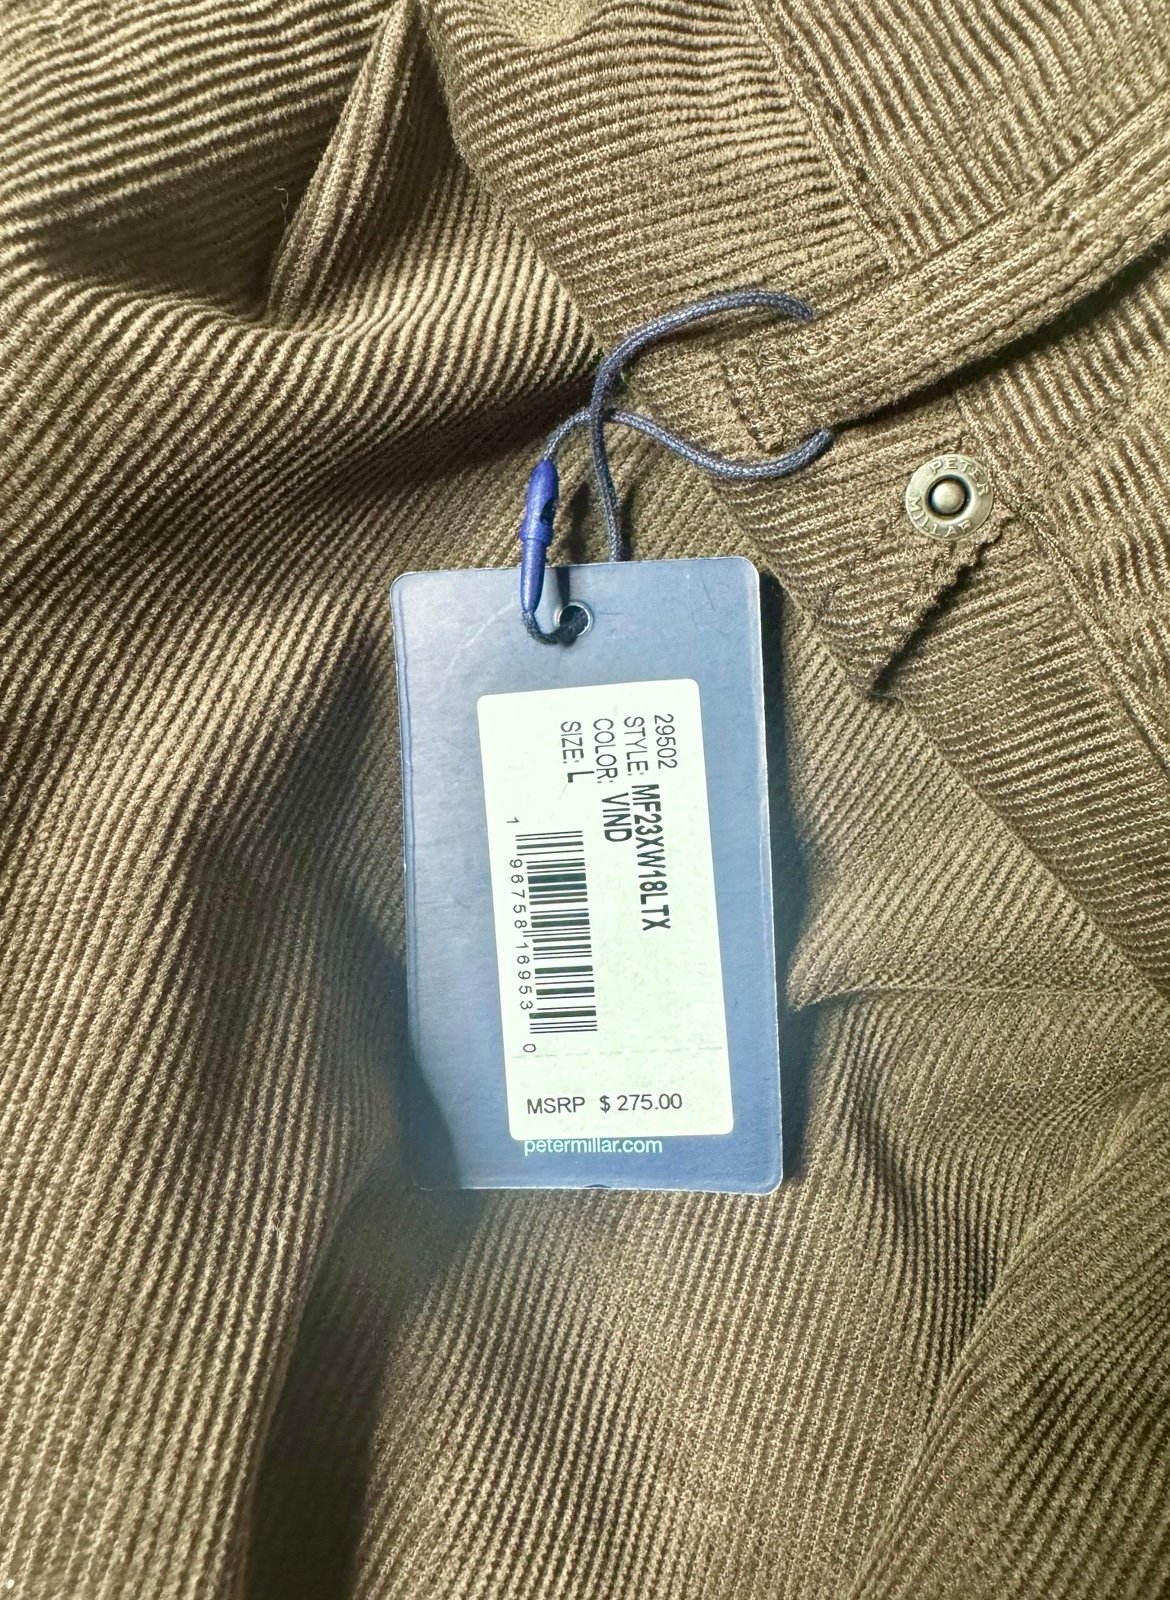 PETER
MILLAR
29502
STYLE: MF23XW18LTX
COLOR: VIND
SIZE: L
1 96758 16953 0
MSRP $ 275.00
petermillar.com